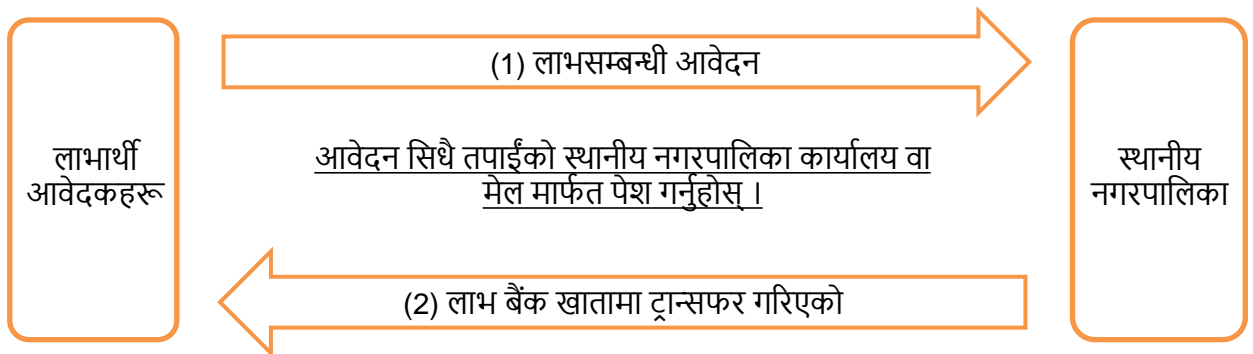 (1) लाभसम्बन्धी आवेदन
लाभार्थी
आवेदकहरू
आवेदन सिधै तपाईंको स्थानीय नगरपालिका कार्यालय वा
मेल मार्फत पेश गर्नुहोस् ।
स्थानीय
नगरपालिका
(2) लाभ बैंक खातामा ट्रान्सफर गरिएको